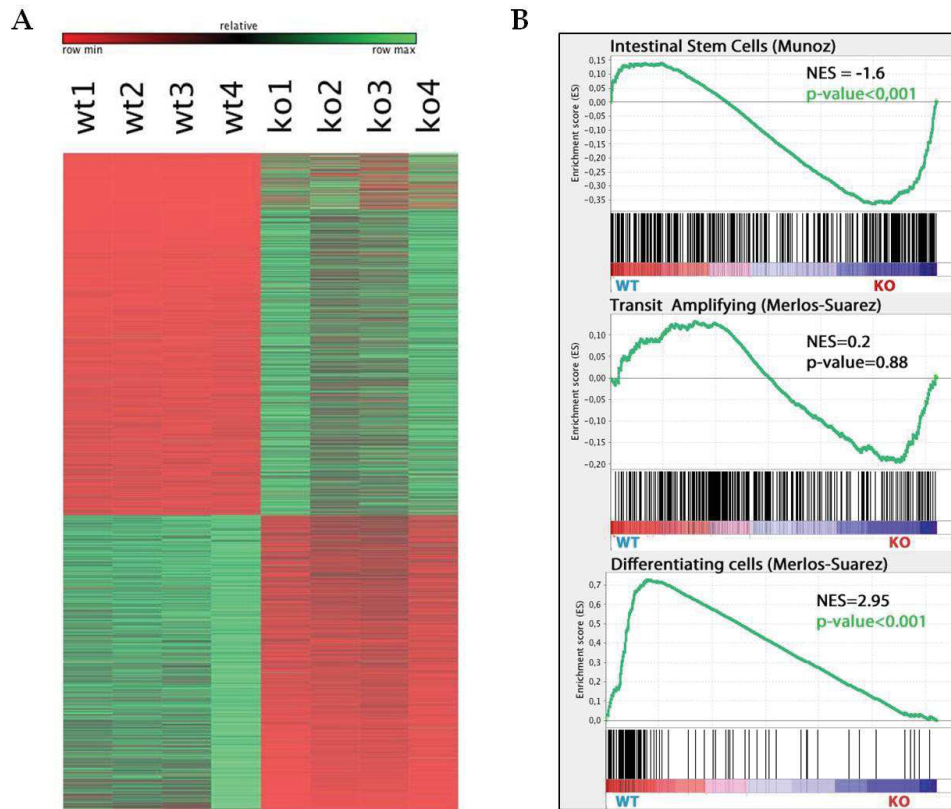 A
relative
row min
row max
wt1
wt2
wt3
wt4
ko1
ko2
ko3
ko4
B
Intestinal Stem Cells (Munoz)
0,15
0,10
0,05
0,00
-0,05
-0,10
-0,15
-0,20
-0,25
-0,30
-0,35
Enrichment score (ES)
NES = -1.6
p-value<0,001
WT
KO
Transit Amplifying (Merlos-Suarez)
0,10
0,05
0,00
-0,05
-0,10
-0,15
-0,20
Enrichment score (ES)
NES=0.2
p-value=0.88
WT
KO
Differentiating cells (Merlos-Suarez)
0,7
0,6
0,5
0,4
0,3
0,2
0,1
0,0
Enrichment score (ES)
NES=2.95
p-value<0.001
WT
KO